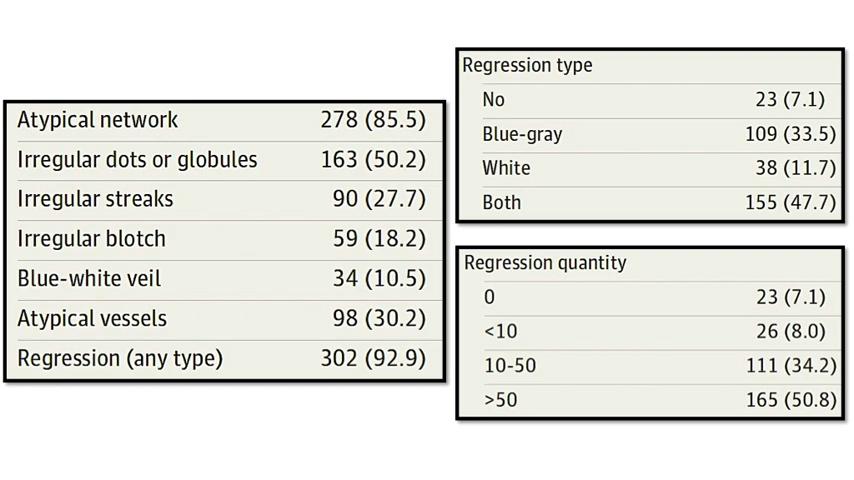 Atypical network 278 (85.5)
Irregular dots or globules 163 (50.2)
Irregular streaks 90 (27.7)
Irregular blotch 59 (18.2)
Blue-white veil 34 (10.5)
Atypical vessels 98 (30.2)
Regression (any type) 302 (92.9)
Regression type
No 23 (7.1)
Blue-gray 109 (33.5)
White 38 (11.7)
Both 155 (47.7)
Regression quantity
0 23 (7.1)
<10 26 (8.0)
10-50 111 (34.2)
>50 165 (50.8)